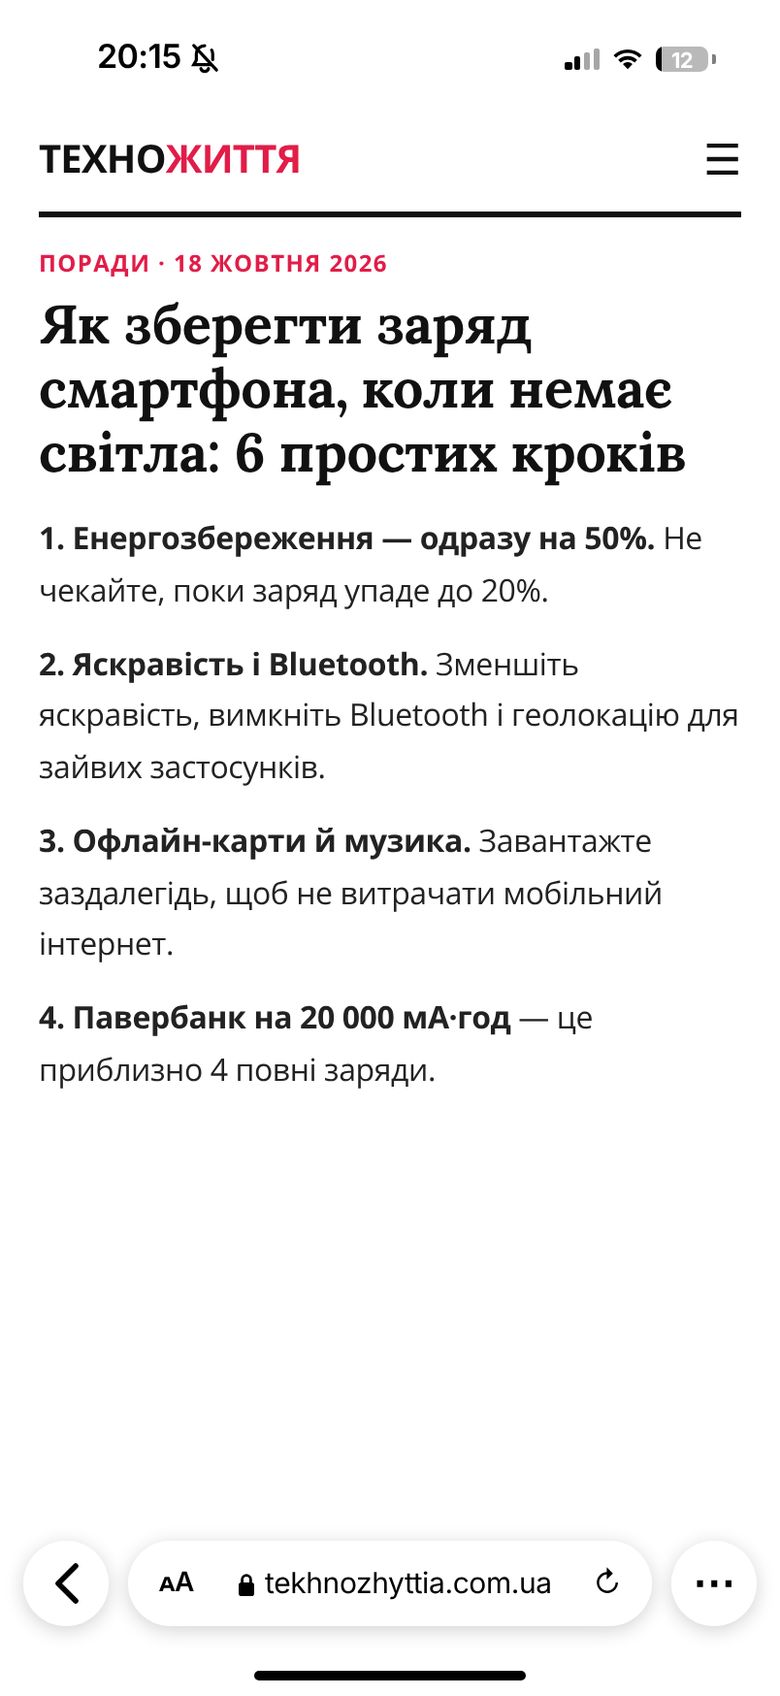 20:15
12
ТЕХНОЖИТТЯ
ПОРАДИ · 18 ЖОВТНЯ 2026
Як зберегти заряд
смартфона, коли немає
світла: 6 простих кроків
1. Енергозбереження — одразу на 50%. Не
чекайте, поки заряд упаде до 20%.
2. Яскравість і Bluetooth. Зменшіть
яскравість, вимкніть Bluetooth і геолокацію для
зайвих застосунків.
3. Офлайн-карти й музика. Завантажте
заздалегідь, щоб не витрачати мобільний
інтернет.
4. Павербанк на 20 000 мА·год — це
приблизно 4 повні заряди.
AA tekhnozhyttia.com.ua